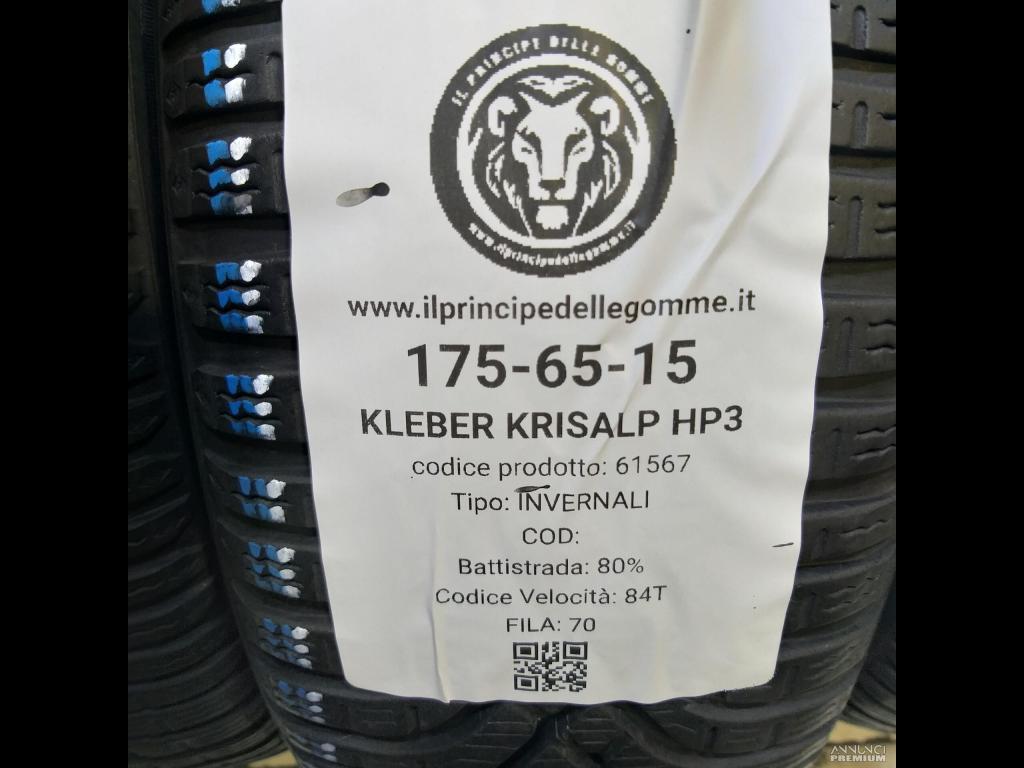 IL PRINCIPE DELLE GOMME
www.ilprincipedellegomme.it
www.ilprincipedellegomme.it
175-65-15
KLEBER KRISALP HP3
codice prodotto: 61567
Tipo: INVERNALI
COD:
Battistrada: 80%
Codice Velocità: 84T
FILA: 70
ANNUNCI
PREMIUM